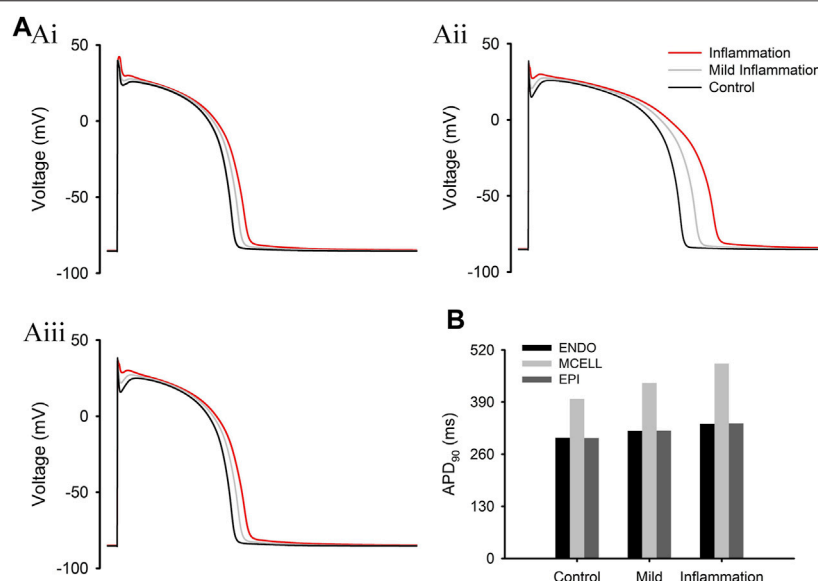 A
Ai
50
0
-50
-100
Voltage (mV)
Aii
50
0
-50
-100
Voltage (mV)
Inflammation
Mild Inflammation
Control
Aiii
50
0
-50
-100
Voltage (mV)
B
ENDO
MCELL
EPI
520
390
260
130
0
APD90 (ms)
Control Mild Inflammation